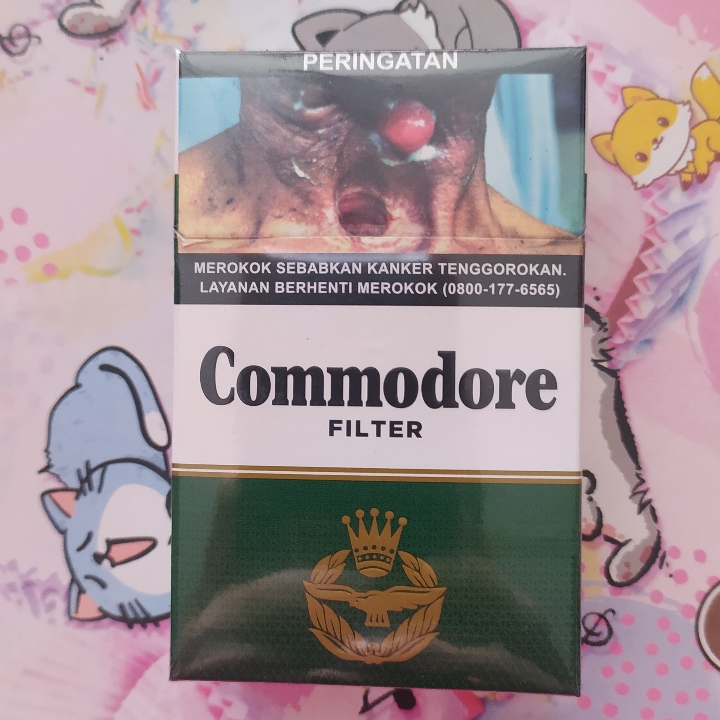 PERINGATAN
MEROKOK SEBABKAN KANKER TENGGOROKAN.
LAYANAN BERHENTI MEROKOK (0800-177-6565)
Commodore
FILTER